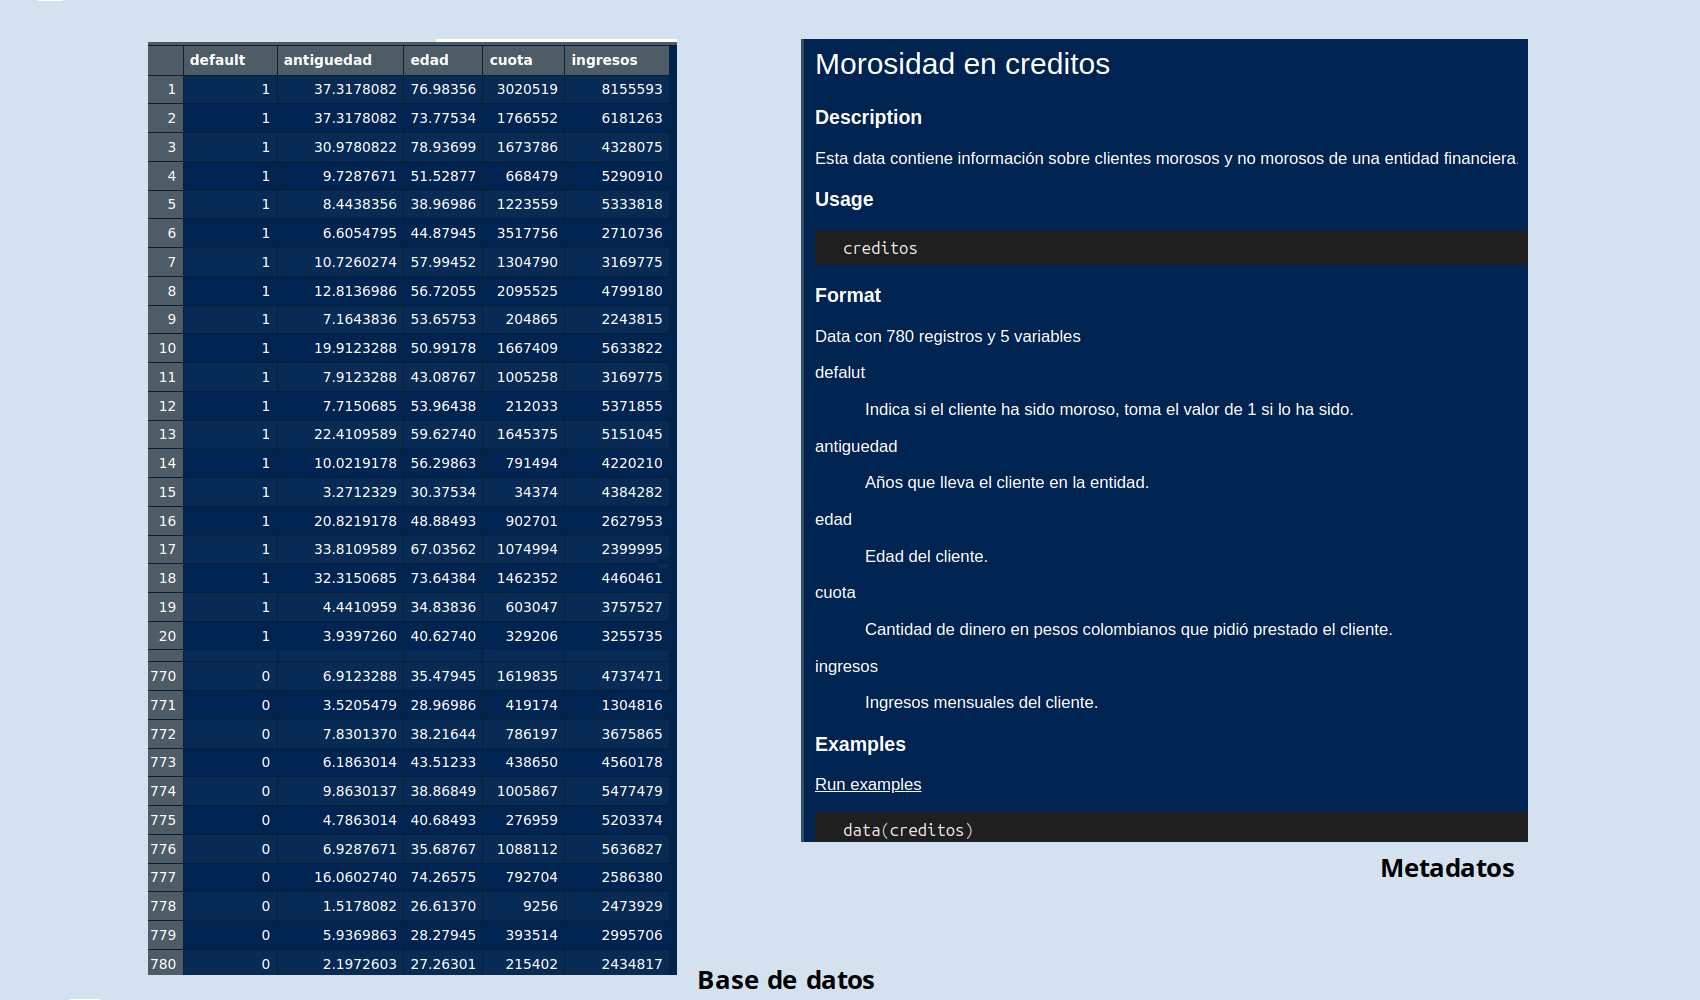 default antiguedad edad cuota ingresos
1 1 37.3178082 76.98356 3020519 8155593
2 1 37.3178082 73.77534 1766552 6181263
3 1 30.9780822 78.93699 1673786 4328075
4 1 9.7287671 51.52877 668479 5290910
5 1 8.4438356 38.96986 1223559 5333818
6 1 6.6054795 44.87945 3517756 2710736
7 1 10.7260274 57.99452 1304790 3169775
8 1 12.8136986 56.72055 2095525 4799180
9 1 7.1643836 53.65753 204865 2243815
10 1 19.9123288 50.99178 1667409 5633822
11 1 7.9123288 43.08767 1005258 3169775
12 1 7.7150685 53.96438 212033 5371855
13 1 22.4109589 59.62740 1645375 5151045
14 1 10.0219178 56.29863 791494 4220210
15 1 3.2712329 30.37534 34374 4384282
16 1 20.8219178 48.88493 902701 2627953
17 1 33.8109589 67.03562 1074994 2399995
18 1 32.3150685 73.64384 1462352 4460461
19 1 4.4410959 34.83836 603047 3757527
20 1 3.9397260 40.62740 329206 3255735
770 0 6.9123288 35.47945 1619835 4737471
771 0 3.5205479 28.96986 419174 1304816
772 0 7.8301370 38.21644 786197 3675865
773 0 6.1863014 43.51233 438650 4560178
774 0 9.8630137 38.86849 1005867 5477479
775 0 4.7863014 40.68493 276959 5203374
776 0 6.9287671 35.68767 1088112 5636827
777 0 16.0602740 74.26575 792704 2586380
778 0 1.5178082 26.61370 9256 2473929
779 0 5.9369863 28.27945 393514 2995706
780 0 2.1972603 27.26301 215402 2434817
Base de datos
Morosidad en creditos
Description
Esta data contiene información sobre clientes morosos y no morosos de una entidad financiera.
Usage
creditos
Format
Data con 780 registros y 5 variables
defalut
Indica si el cliente ha sido moroso, toma el valor de 1 si lo ha sido.
antiguedad
Años que lleva el cliente en la entidad.
edad
Edad del cliente.
cuota
Cantidad de dinero en pesos colombianos que pidió prestado el cliente.
ingresos
Ingresos mensuales del cliente.
Examples
Run examples
data(creditos)
Metadatos